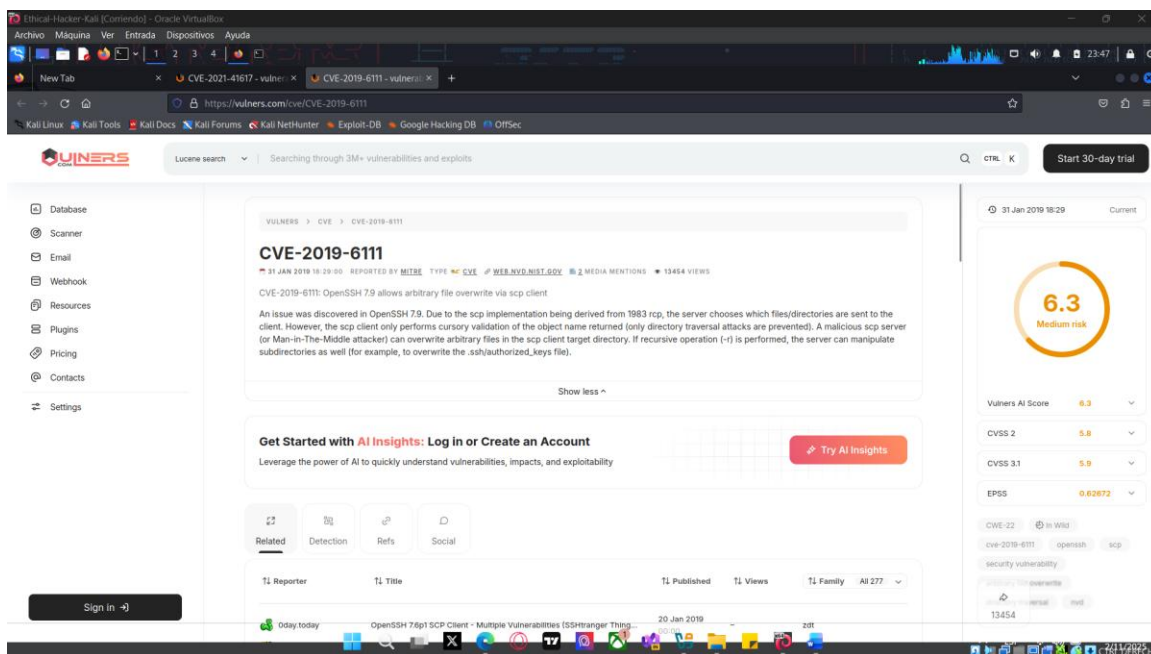 Ethical-Hacker-Kali [Corriendo] - Oracle VirtualBox
Archivo Máquina Ver Entrada Dispositivos Ayuda
1 2 3 4 23:47
New Tab CVE-2021-41617 - vulner CVE-2019-6111 - vulnerab
https://vulners.com/cve/CVE-2019-6111
Kali Linux Kali Tools Kali Docs Kali Forums Kali NetHunter Exploit-DB Google Hacking DB OffSec
VULNERS COM Lucene search Searching through 3M+ vulnerabilities and exploits CTRL K Start 30-day trial
Database
Scanner
Email
Webhook
Resources
Plugins
Pricing
Contacts
Settings
Sign in
VULNERS > CVE > CVE-2019-6111
CVE-2019-6111
31 JAN 2019 18:29:00 REPORTED BY MITRE TYPE CVE WEB.NVD.NIST.GOV 2 MEDIA MENTIONS 13454 VIEWS
CVE-2019-6111: OpenSSH 7.9 allows arbitrary file overwrite via scp client
An issue was discovered in OpenSSH 7.9. Due to the scp implementation being derived from 1983 rcp, the server chooses which files/directories are sent to the
client. However, the scp client only performs cursory validation of the object name returned (only directory traversal attacks are prevented). A malicious scp server
(or Man-in-The-Middle attacker) can overwrite arbitrary files in the scp client target directory. If recursive operation (-r) is performed, the server can manipulate
subdirectories as well (for example, to overwrite the .ssh/authorized_keys file).
Show less
Get Started with AI Insights: Log in or Create an Account
Leverage the power of AI to quickly understand vulnerabilities, impacts, and exploitability
Try AI Insights
Related Detection Refs Social
Reporter Title Published Views Family All 277
0day.today OpenSSH 7.6p1 SCP Client - Multiple Vulnerabilities (SSHtranger Thing... 20 Jan 2019 – zdt
00:00
31 Jan 2019 18:29 Current
6.3
Medium risk
Vulners AI Score 6.3
CVSS 2 5.8
CVSS 3.1 5.9
EPSS 0.62672
CWE-22 In Wild
cve-2019-6111 openssh scp
security vulnerability
overwrite
nvd
13454
2/11/2025
CTRL DERECH